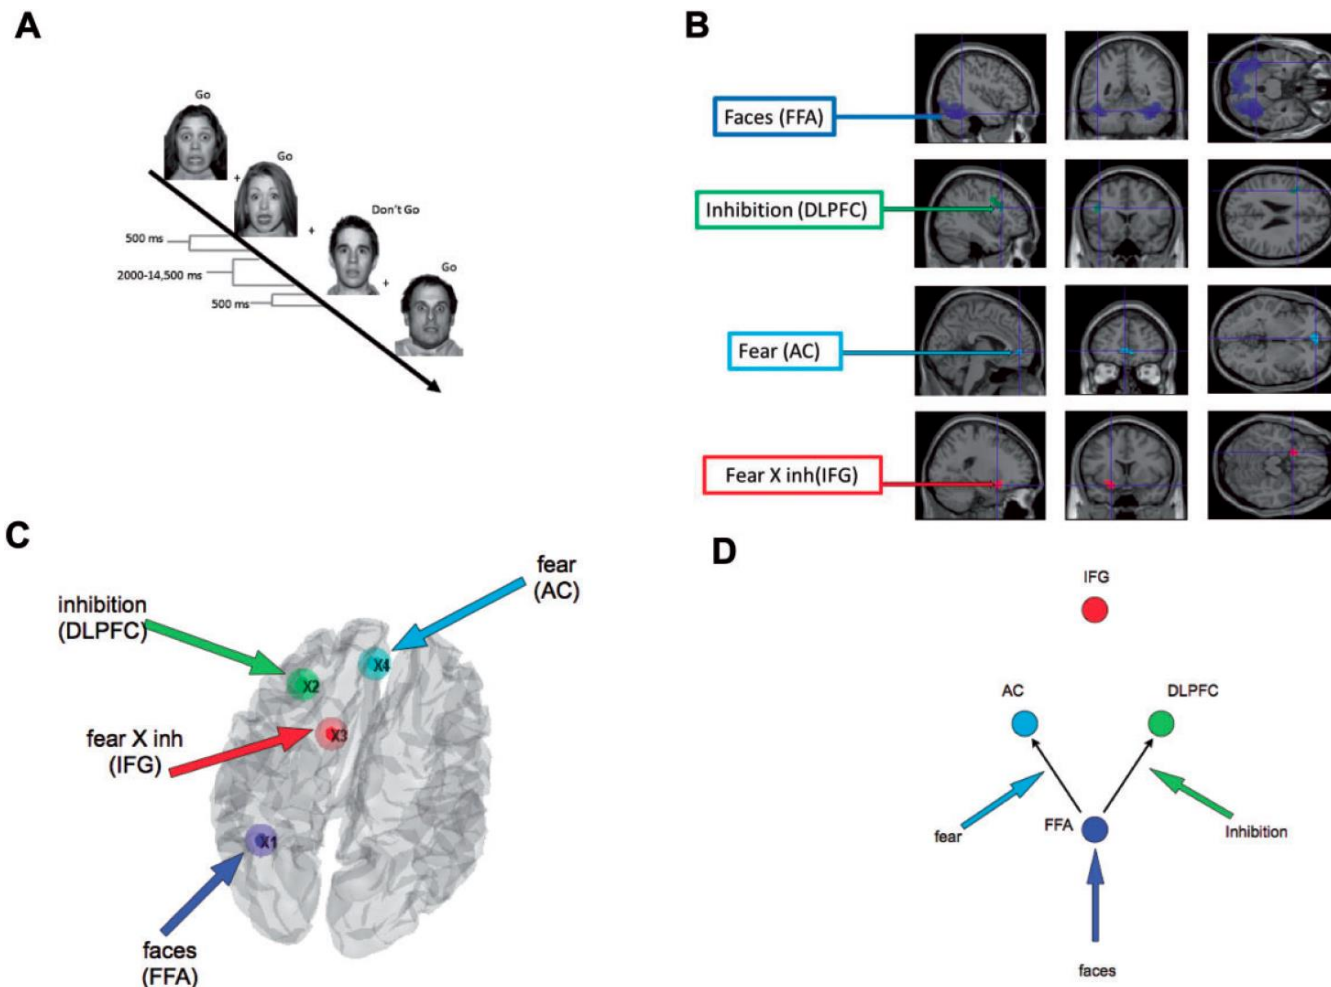 A
Go
Go
Don't Go
Go
+
+
+
500 ms
2000-14,500 ms
500 ms
B
Faces (FFA)
Inhibition (DLPFC)
Fear (AC)
Fear X inh(IFG)
C
fear
(AC)
inhibition
(DLPFC)
X4
X2
fear X inh
(IFG)
X3
X1
faces
(FFA)
D
IFG
AC
DLPFC
fear
FFA
Inhibition
faces